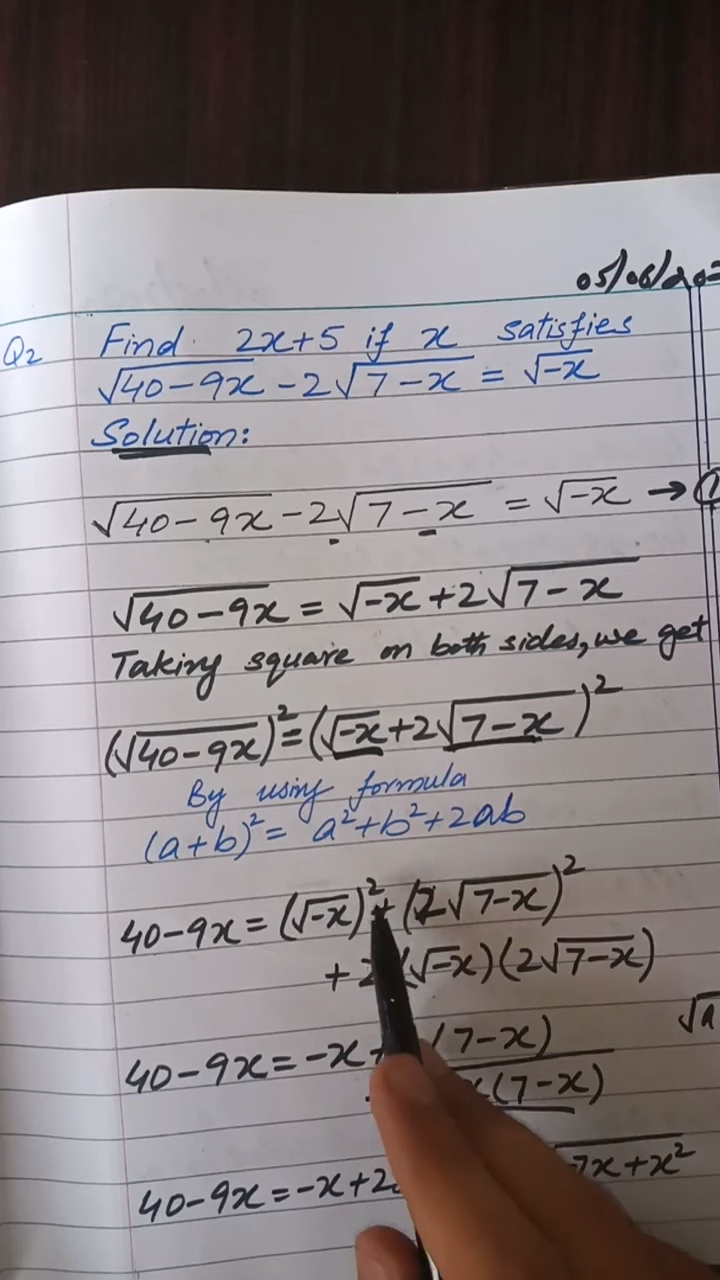 05/06/20
Q2 Find 2x+5 if x satisfies
√(40-9x) - 2√(7-x) = √(-x)
Solution:
√(40-9x) - 2√(7-x) = √(-x) → ①
√(40-9x) = √(-x) + 2√(7-x)
Taking square on both sides, we get
(√(40-9x))² = (√(-x) + 2√(7-x))²
By using formula
(a+b)² = a²+b²+2ab
40-9x = (√(-x))² + (2√(7-x))²
+2(√(-x))(2√(7-x))
40-9x = -x+ (7-x)
x(7-x)
40-9x = -x+2 7x+x²